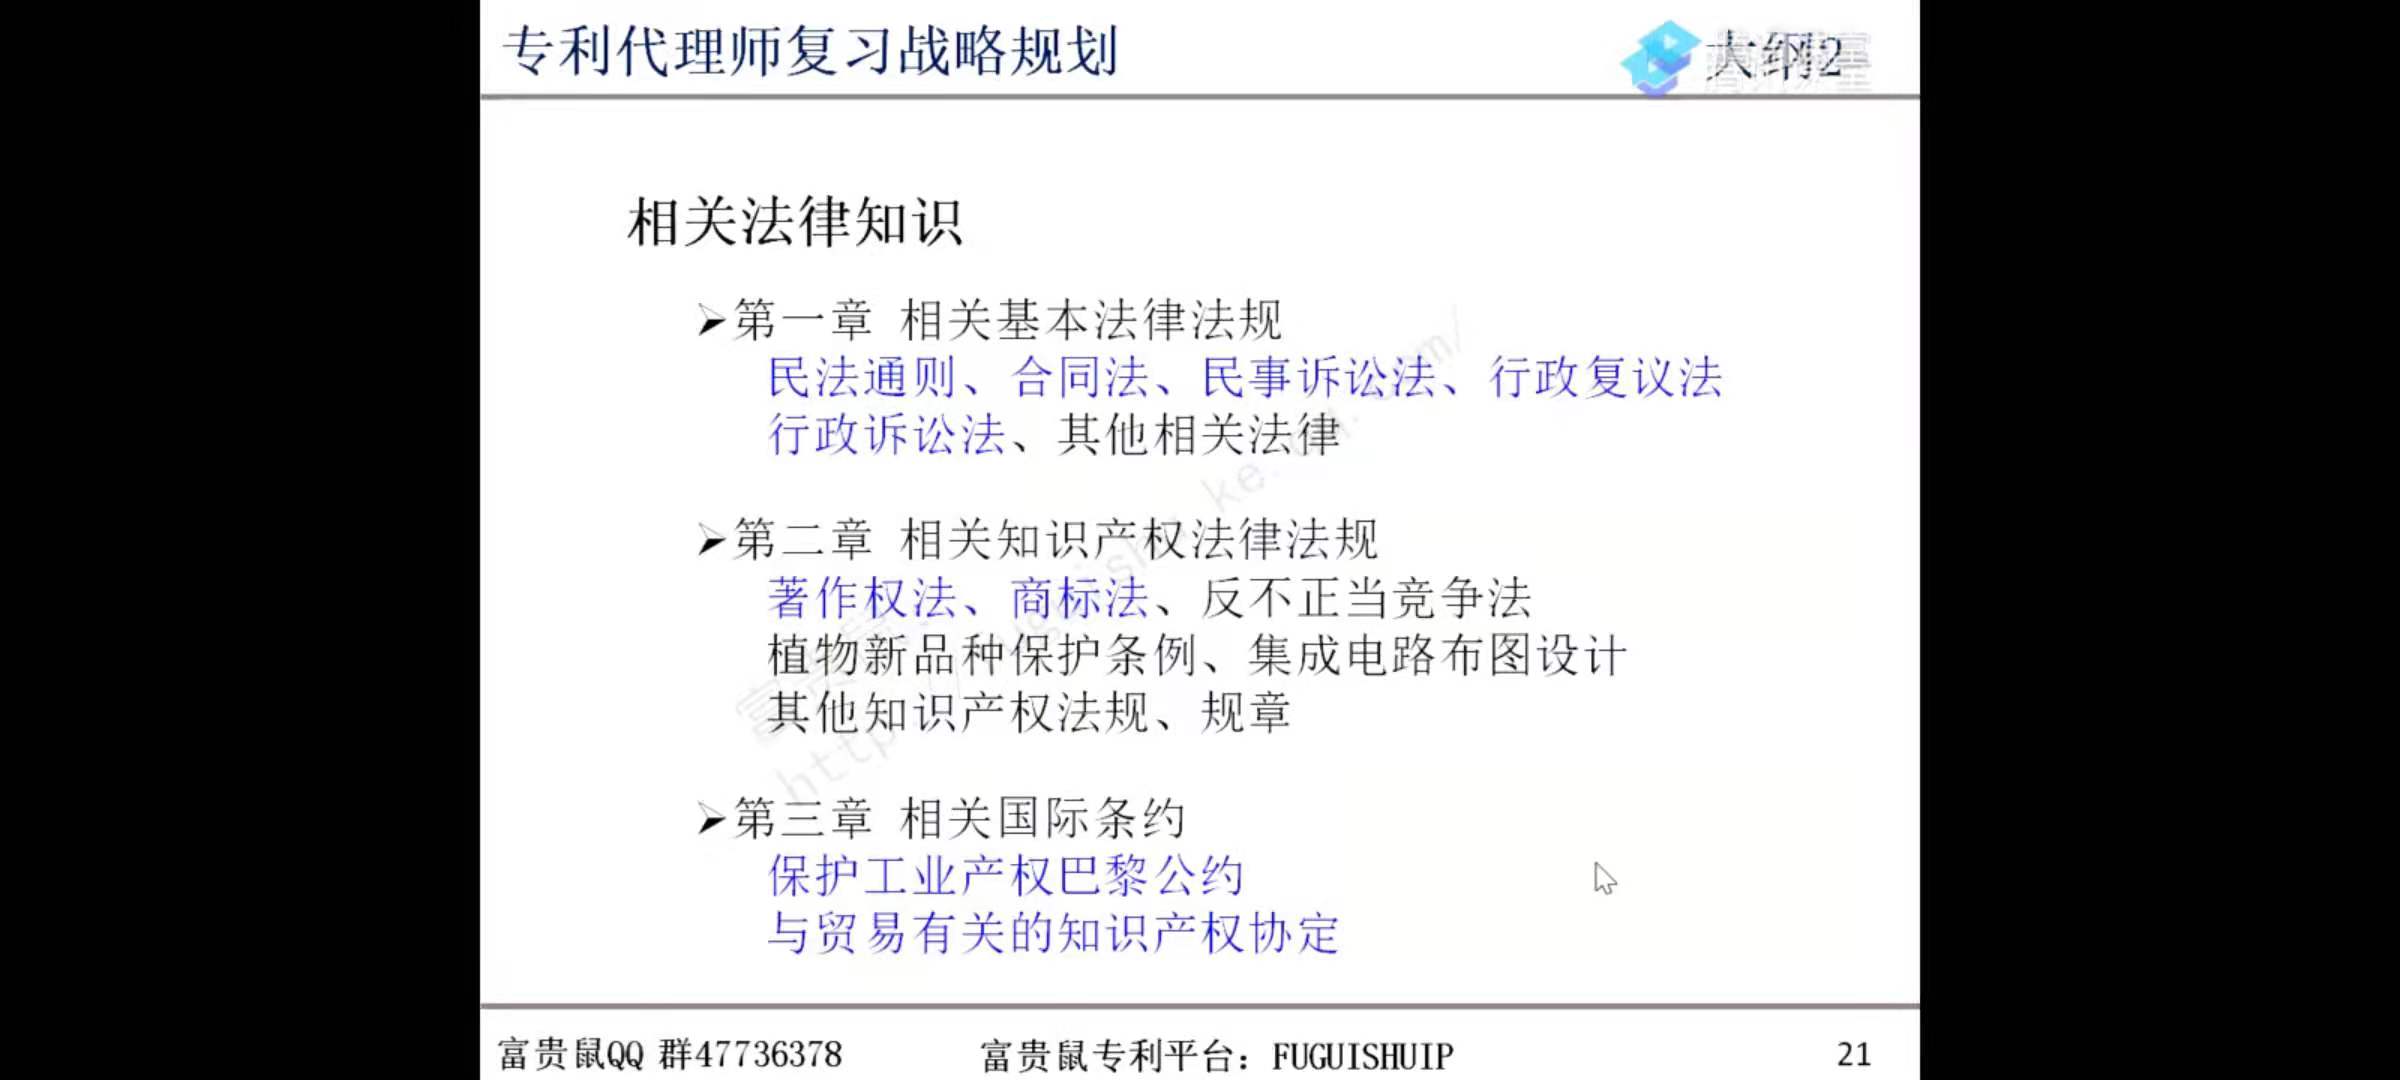 专利代理师复习战略规划
大纲2
相关法律知识
➢第一章 相关基本法律法规
民法通则、合同法、民事诉讼法、行政复议法
行政诉讼法、其他相关法律
➢第二章 相关知识产权法律法规
著作权法、商标法、反不正当竞争法
植物新品种保护条例、集成电路布图设计
其他知识产权法规、规章
➢第三章 相关国际条约
保护工业产权巴黎公约
与贸易有关的知识产权协定
富贵鼠QQ 群47736378
富贵鼠专利平台：FUGUISHUIP
21